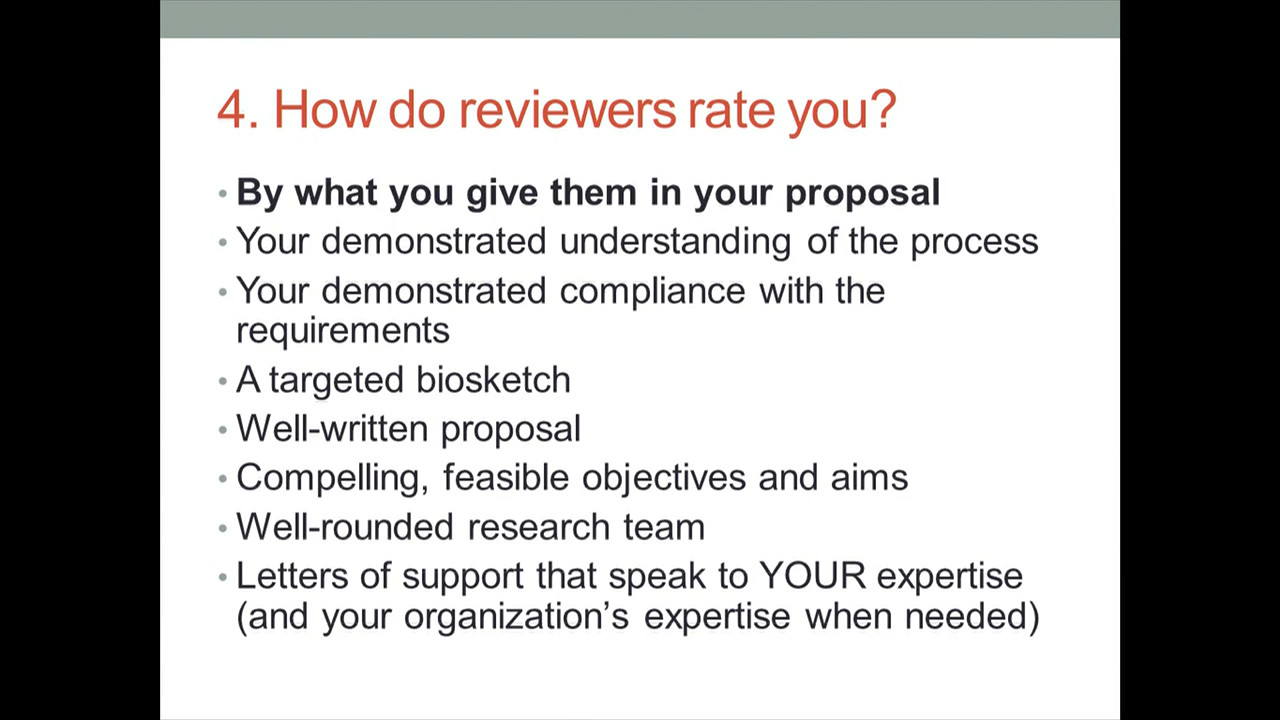 4. How do reviewers rate you?
• By what you give them in your proposal
• Your demonstrated understanding of the process
• Your demonstrated compliance with the
requirements
• A targeted biosketch
• Well-written proposal
• Compelling, feasible objectives and aims
• Well-rounded research team
• Letters of support that speak to YOUR expertise
(and your organization’s expertise when needed)